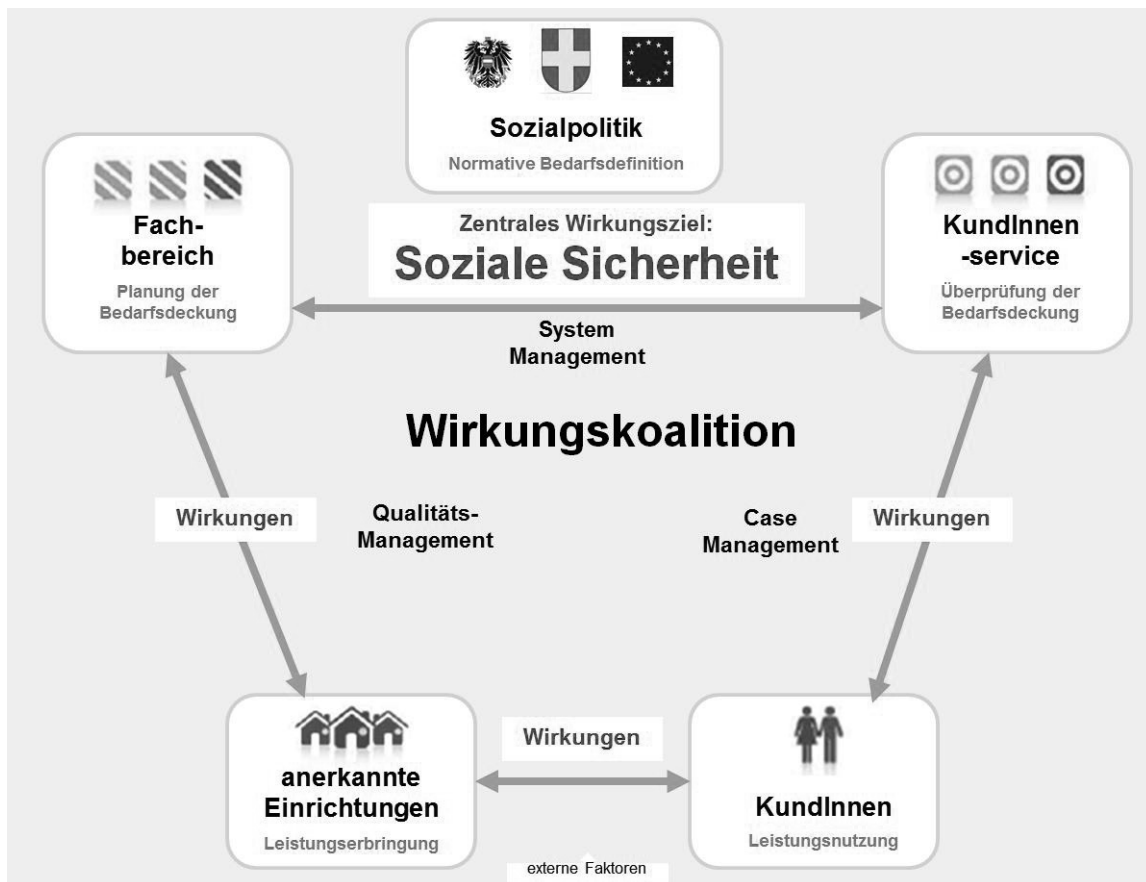 Sozialpolitik
Normative Bedarfsdefinition
Fach-
bereich
Planung der
Bedarfsdeckung
Zentrales Wirkungsziel:
Soziale Sicherheit
KundInnen
-service
Überprüfung der
Bedarfsdeckung
System
Management
Wirkungskoalition
Wirkungen
Qualitäts-
Management
Case
Management
Wirkungen
anerkannte
Einrichtungen
Leistungserbringung
Wirkungen
KundInnen
Leistungsnutzung
externe Faktoren